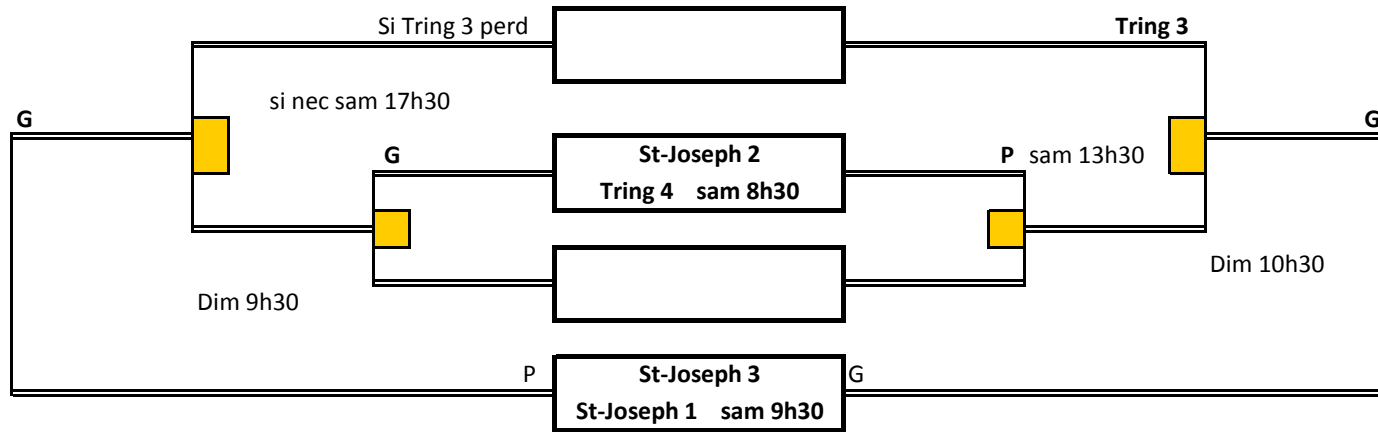 Si Tring 3 perd
Tring 3
si nec sam 17h30
G
G
G
St-Joseph 2
P sam 13h30
Tring 4 sam 8h30
Dim 10h30
Dim 9h30
P
St-Joseph 3
G
St-Joseph 1 sam 9h30